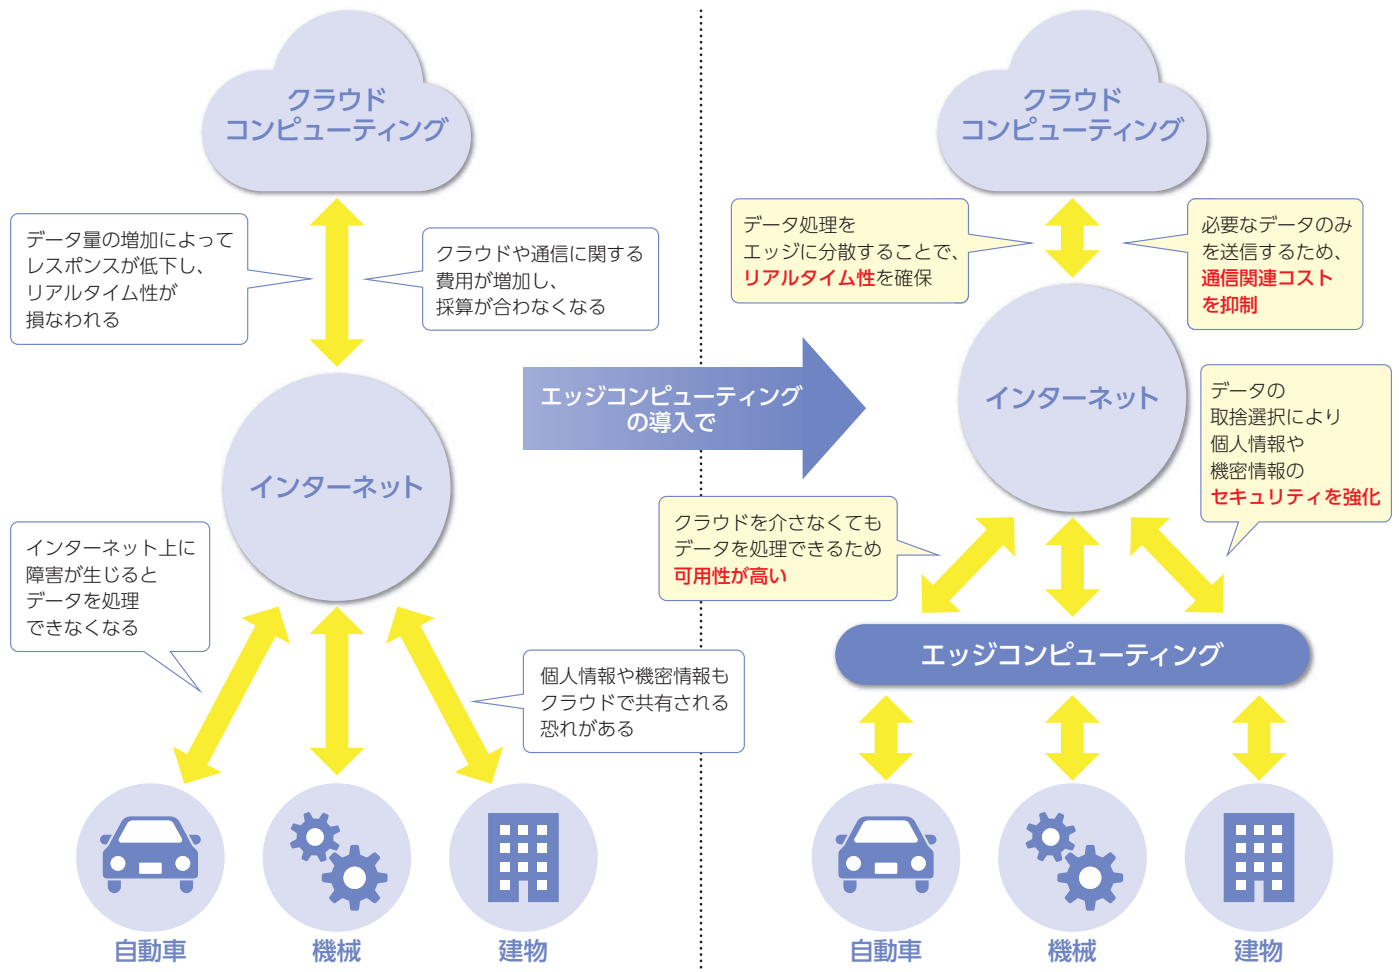 クラウド
コンピューティング
データ量の増加によって
レスポンスが低下し、
リアルタイム性が
損なわれる
クラウドや通信に関する
費用が増加し、
採算が合わなくなる
インターネット
インターネット上に
障害が生じると
データを処理
できなくなる
個人情報や機密情報も
クラウドで共有される
恐れがある
自動車
機械
建物
エッジコンピューティング
の導入で
クラウド
コンピューティング
データ処理を
エッジに分散することで、
リアルタイム性を確保
必要なデータのみ
を送信するため、
通信関連コスト
を抑制
インターネット
データの
取捨選択により
個人情報や
機密情報の
セキュリティを強化
クラウドを介さなくても
データを処理できるため
可用性が高い
エッジコンピューティング
自動車
機械
建物